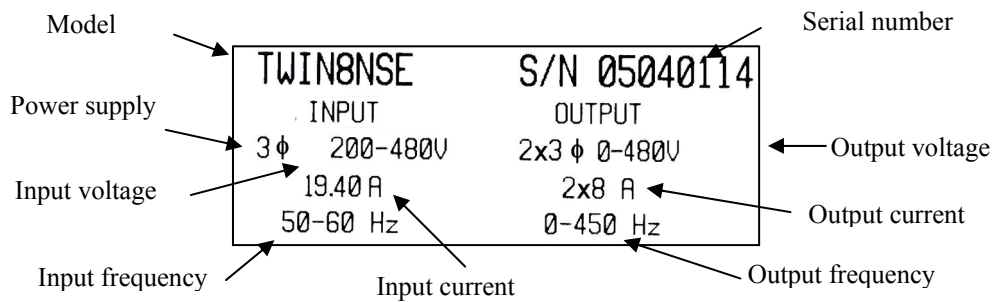 Model
Serial number
TWIN8NSE S/N 05040114
Power supply
INPUT OUTPUT
3ϕ 200-480V 2x3ϕ 0-480V
Output voltage
Input voltage
19.40 A 2x8 A
Output current
50-60 Hz 0-450 Hz
Input frequency
Input current
Output frequency